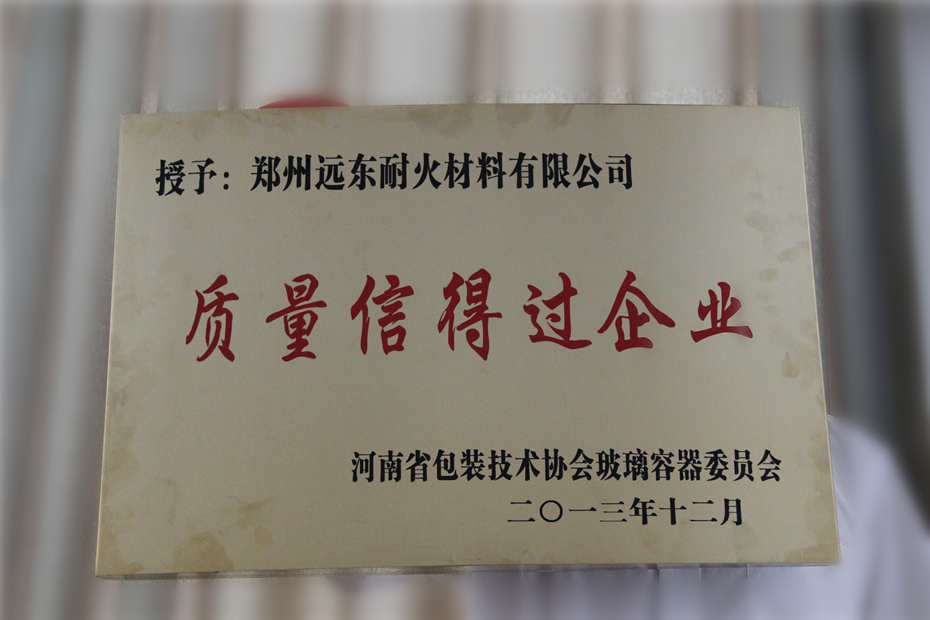 授予：郑州远东耐火材料有限公司
质量信得过企业
河南省包装技术协会玻璃容器委员会
二〇一三年十二月